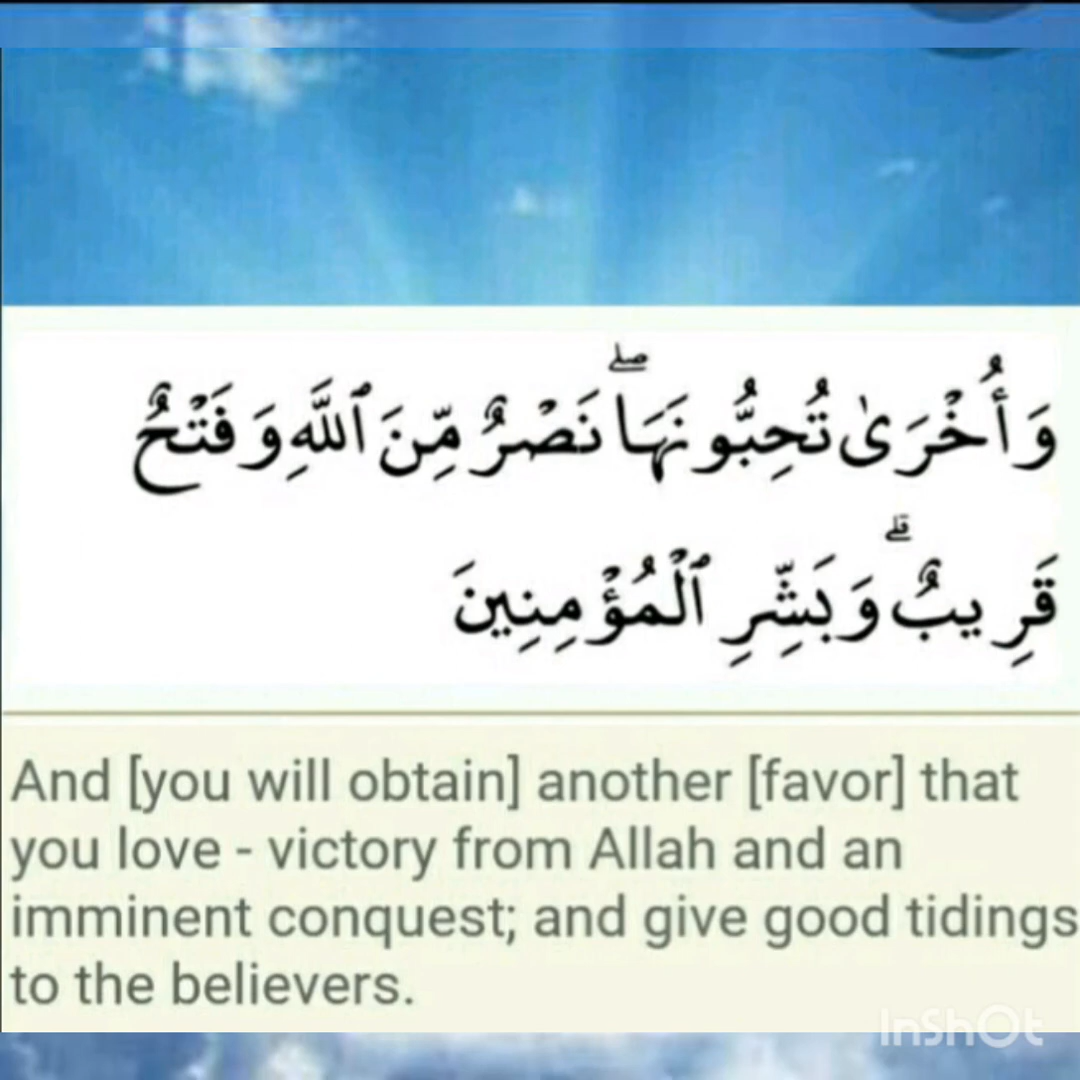 وَأُخْرَىٰ تُحِبُّونَهَا ۖ نَصْرٌ مِّنَ ٱللَّهِ وَفَتْحٌ
قَرِيبٌ ۗ وَبَشِّرِ ٱلْمُؤْمِنِينَ
And [you will obtain] another [favor] that
you love - victory from Allah and an
imminent conquest; and give good tidings
to the believers.
InShOt